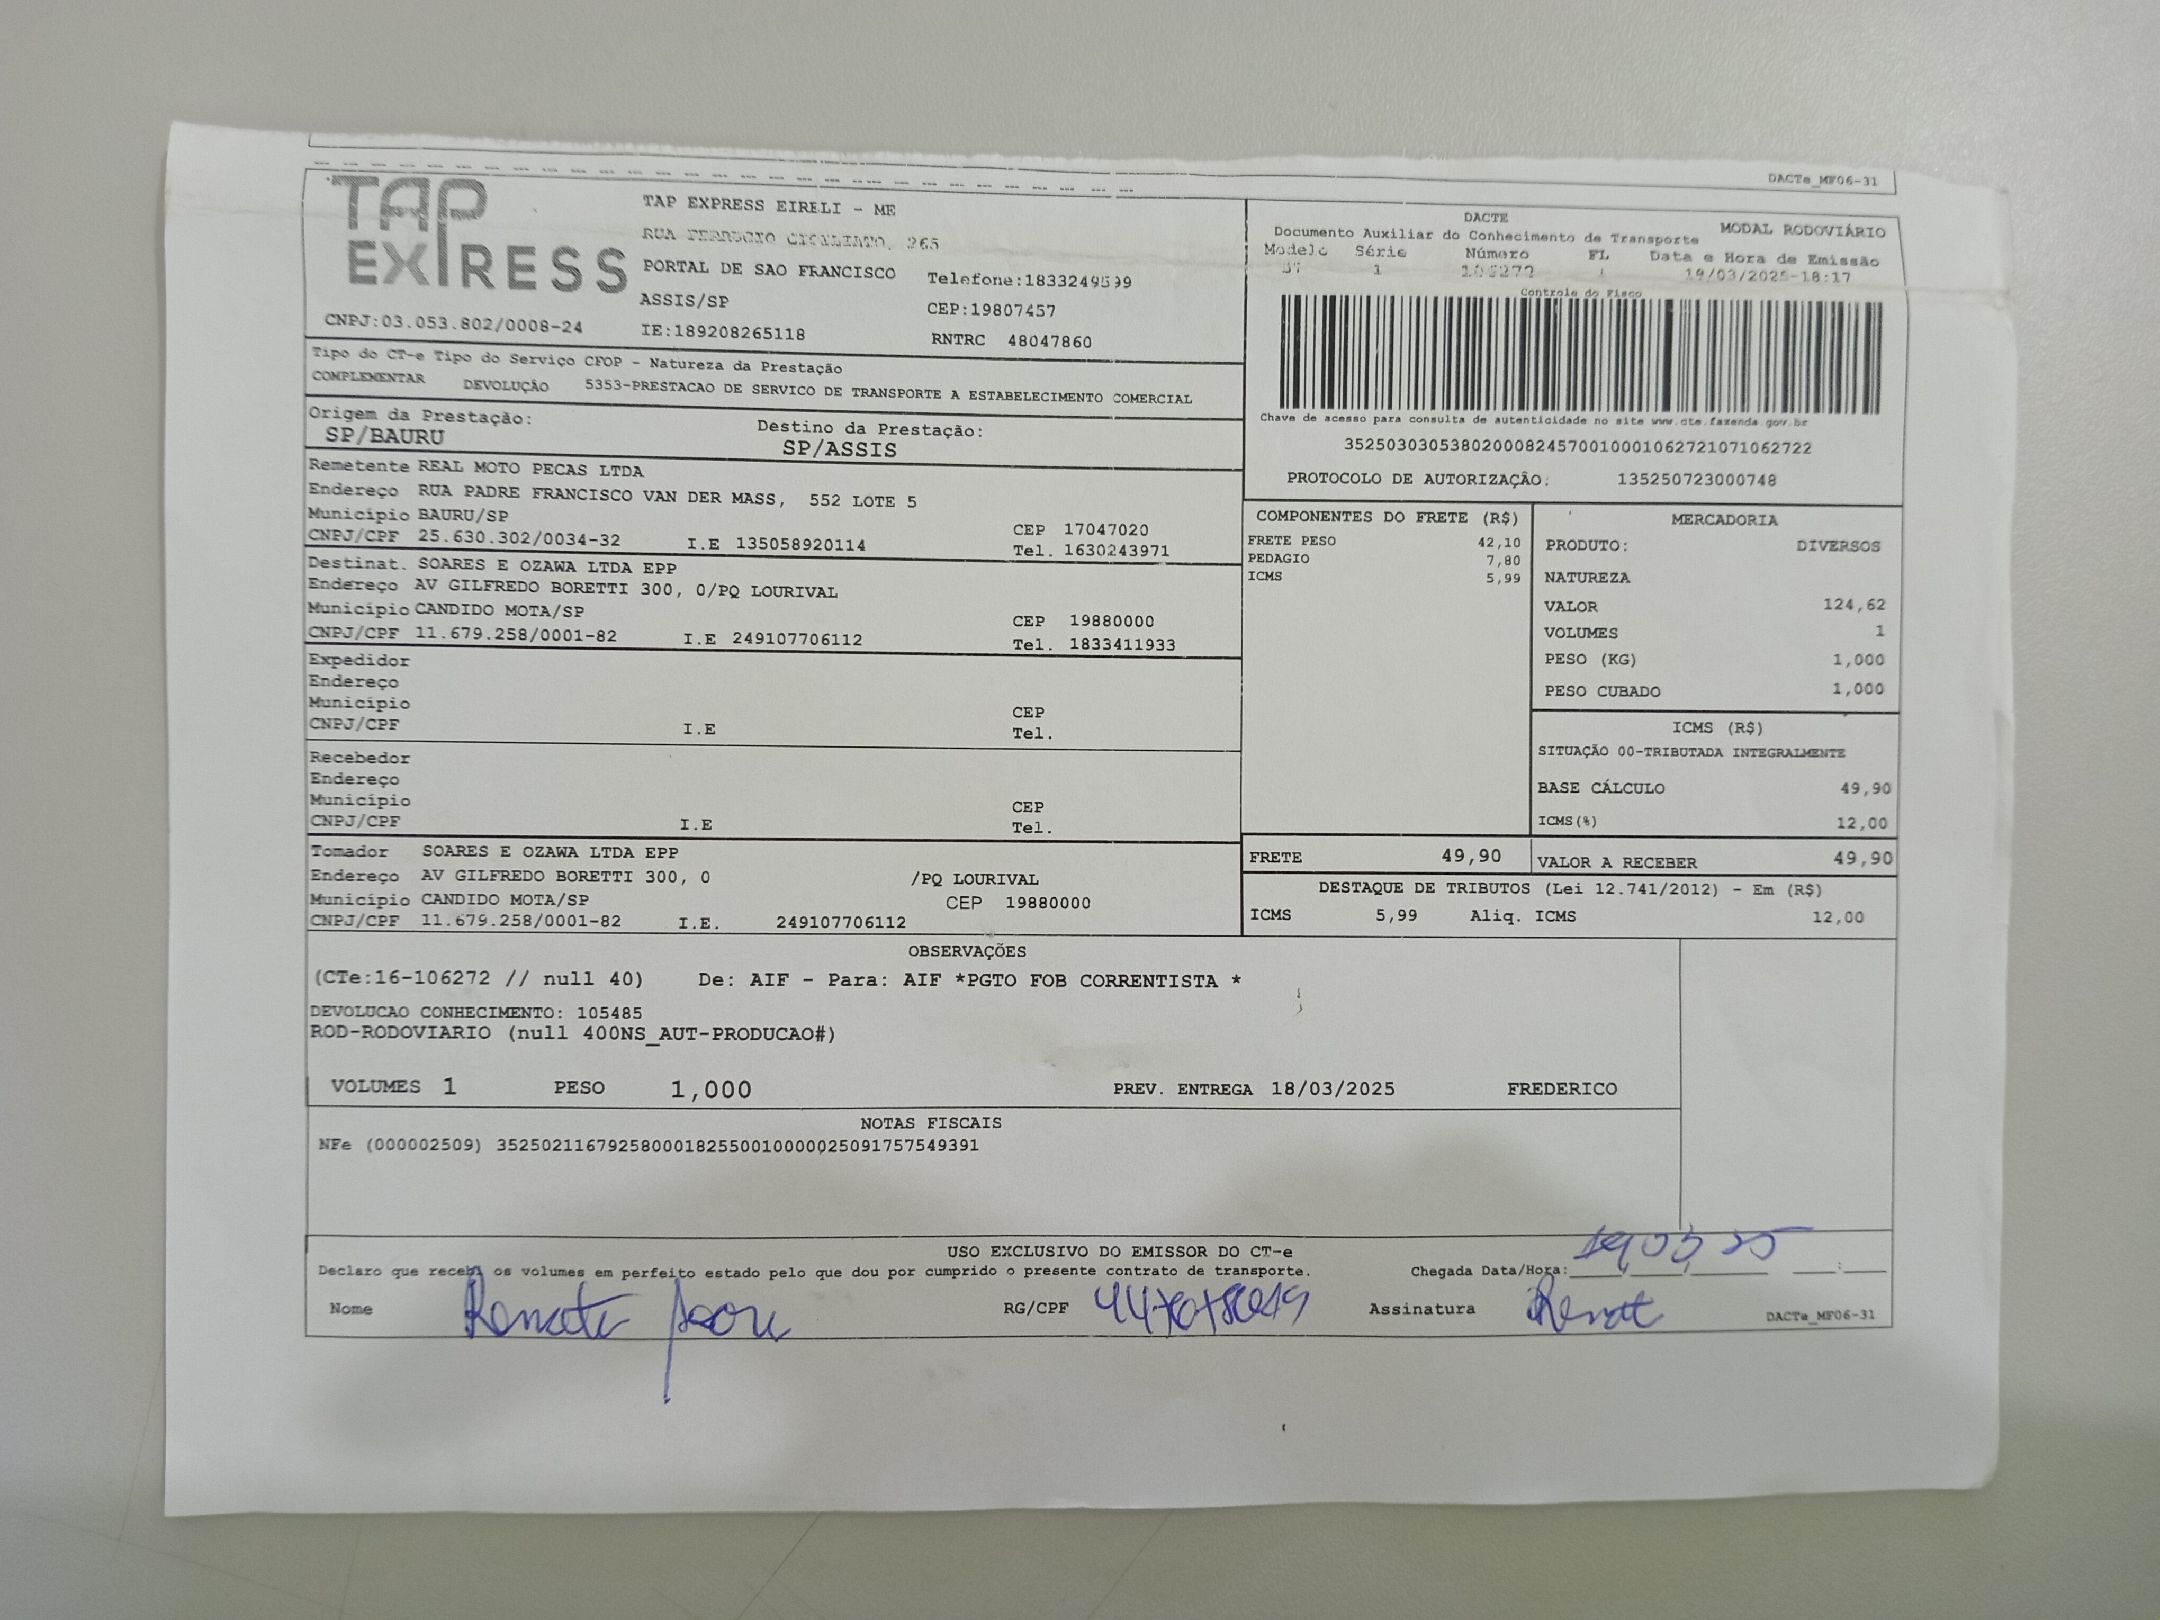 DACTe_MF06-31
TAP
EXPRESS
CNPJ:03.053.802/0008-24
TAP EXPRESS EIRELI - ME
RUA 265
PORTAL DE SAO FRANCISCO Telefone:1833249599
ASSIS/SP CEP:19807457
IE:189208265118 RNTRC 48047860
DACTE MODAL RODOVIÁRIO
Documento Auxiliar do Conhecimento de Transporte
Modelo Série Número FL Data e Hora de Emissão
57 1 106272 1 19/03/2025-18:17
Controle do Fisco
Chave de acesso para consulta de autenticidade no site www.cte.fazenda.gov.br
35250303053802000824570010001062721071062722
PROTOCOLO DE AUTORIZAÇÃO: 135250723000748
Tipo do CT-e Tipo do Serviço CFOP - Natureza da Prestação
COMPLEMENTAR DEVOLUÇÃO 5353-PRESTACAO DE SERVICO DE TRANSPORTE A ESTABELECIMENTO COMERCIAL
Origem da Prestação: Destino da Prestação:
SP/BAURU SP/ASSIS
Remetente REAL MOTO PECAS LTDA
Endereço RUA PADRE FRANCISCO VAN DER MASS, 552 LOTE 5
Município BAURU/SP CEP 17047020
CNPJ/CPF 25.630.302/0034-32 I.E 135058920114 Tel. 1630243971
Destinat. SOARES E OZAWA LTDA EPP
Endereço AV GILFREDO BORETTI 300, 0/PQ LOURIVAL
Município CANDIDO MOTA/SP CEP 19880000
CNPJ/CPF 11.679.258/0001-82 I.E 249107706112 Tel. 1833411933
Expedidor
Endereço
Município CEP
CNPJ/CPF I.E Tel.
Recebedor
Endereço
Município CEP
CNPJ/CPF I.E Tel.
Tomador SOARES E OZAWA LTDA EPP
Endereço AV GILFREDO BORETTI 300, 0 /PQ LOURIVAL
Município CANDIDO MOTA/SP CEP 19880000
CNPJ/CPF 11.679.258/0001-82 I.E. 249107706112
COMPONENTES DO FRETE (R$)
FRETE PESO 42,10
PEDAGIO 7,80
ICMS 5,99
MERCADORIA
PRODUTO: DIVERSOS
NATUREZA
VALOR 124,62
VOLUMES 1
PESO (KG) 1,000
PESO CUBADO 1,000
ICMS (R$)
SITUAÇÃO 00-TRIBUTADA INTEGRALMENTE
BASE CÁLCULO 49,90
ICMS(%) 12,00
FRETE 49,90 VALOR A RECEBER 49,90
DESTAQUE DE TRIBUTOS (Lei 12.741/2012) - Em (R$)
ICMS 5,99 Aliq. ICMS 12,00
OBSERVAÇÕES
(CTe:16-106272 // null 40) De: AIF - Para: AIF *PGTO FOB CORRENTISTA *
DEVOLUCAO CONHECIMENTO: 105485
ROD-RODOVIARIO (null 400NS_AUT-PRODUCAO#)
VOLUMES 1 PESO 1,000 PREV. ENTREGA 18/03/2025 FREDERICO
NOTAS FISCAIS
NFe (000002509) 35250211679258000182550010000025091757549391
USO EXCLUSIVO DO EMISSOR DO CT-e
Declaro que recebi os volumes em perfeito estado pelo que dou por cumprido o presente contrato de transporte. Chegada Data/Hora: 19 03 25
Nome Renata RG/CPF Assinatura Renat DACTe_MF06-31